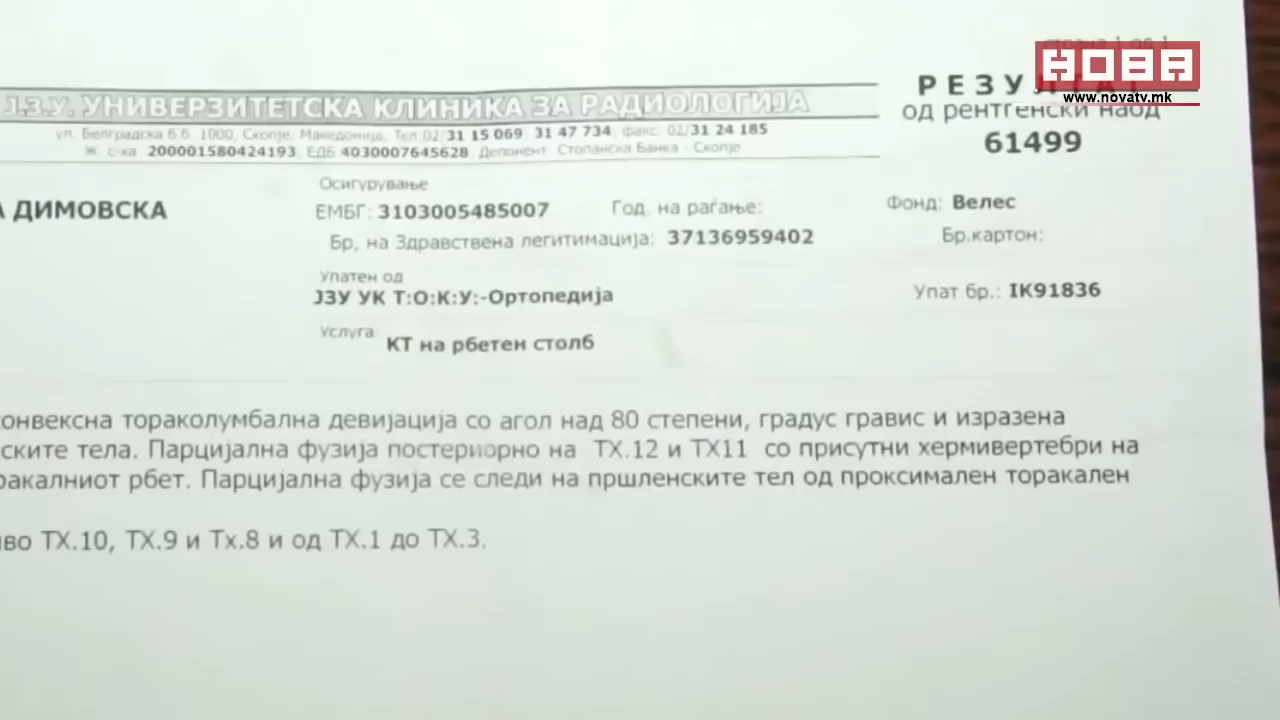 НОВА
www.novatv.mk
Ј.З.У. УНИВЕРЗИТЕТСКА КЛИНИКА ЗА РАДИОЛОГИЈА
ул. Белградска б.б. 1000, Скопје, Македонија, Тел.02/31 15 069 31 47 734, факс. 02/31 24 185
Ж. с-ка 200001580424193, ЕДБ 4030007645628, Депонент: Стопанска Банка - Скопје
РЕЗУЛТАТ
од рентгенски наод
61499
А ДИМОВСКА
Осигурување
ЕМБГ: 3103005485007 Год. на раѓање:
Фонд: Велес
Бр, на Здравствена легитимација: 37136959402
Бр.картон:
Упатен од
ЈЗУ УК Т:О:К:У:-Ортопедија
Упат бр.: IK91836
Услуга
КТ на рбетен столб
онвексна тораколумбална девијација со агол над 80 степени, градус гравис и изразена
ските тела. Парцијална фузија постериорно на ТХ.12 и ТХ11 со присутни хермивертебри на
ракалниот рбет. Парцијална фузија се следи на пршленските тел од проксимален торакален
во ТХ.10, ТХ.9 и Тх.8 и од ТХ.1 до ТХ.3.